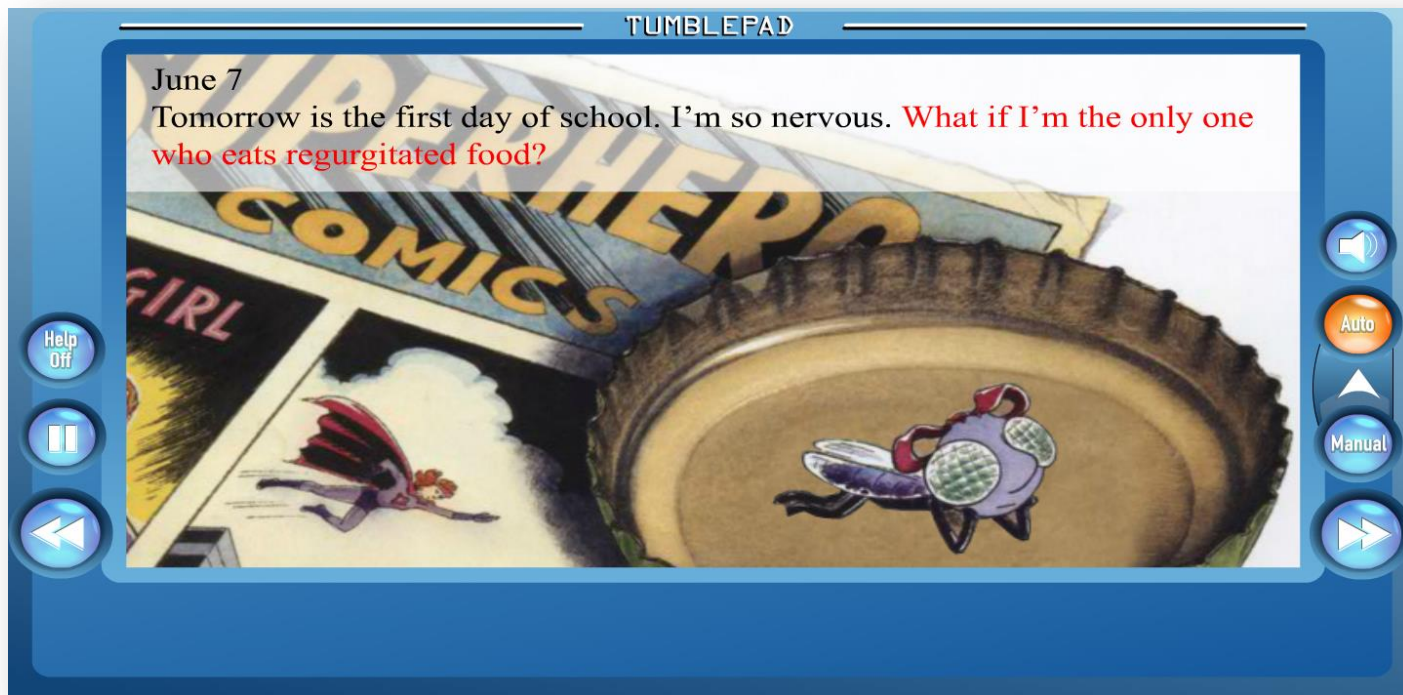 TUMBLEPAD
June 7
Tomorrow is the first day of school. I'm so nervous. What if I'm the only one
who eats regurgitated food?
SUPERHERO
COMICS
GIRL
Help
Off
Auto
Manual